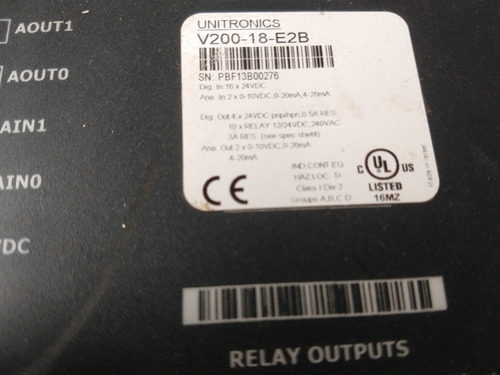 AOUT1
AOUT0
AIN1
AIN0
VDC
UNITRONICS
V200-18-E2B
SN: PBF13B00276
Dig. In:16 x 24VDC
Ana. In:2 x 0-10VDC,0-20mA,4-20mA
Dig. Out:4 x 24VDC pnp/npn,0.5A RES.
10 x RELAY 12/24VDC,240VAC
3A RES. (see spec sheet)
Ana. Out:2 x 0-10VDC,0-20mA
4-20mA
CE
IND.CONT.EQ
HAZ.LOC.
Class I Div 2
Groups A,B,C,D
C UL US
LISTED
16MZ
Made in Israel
RELAY OUTPUTS